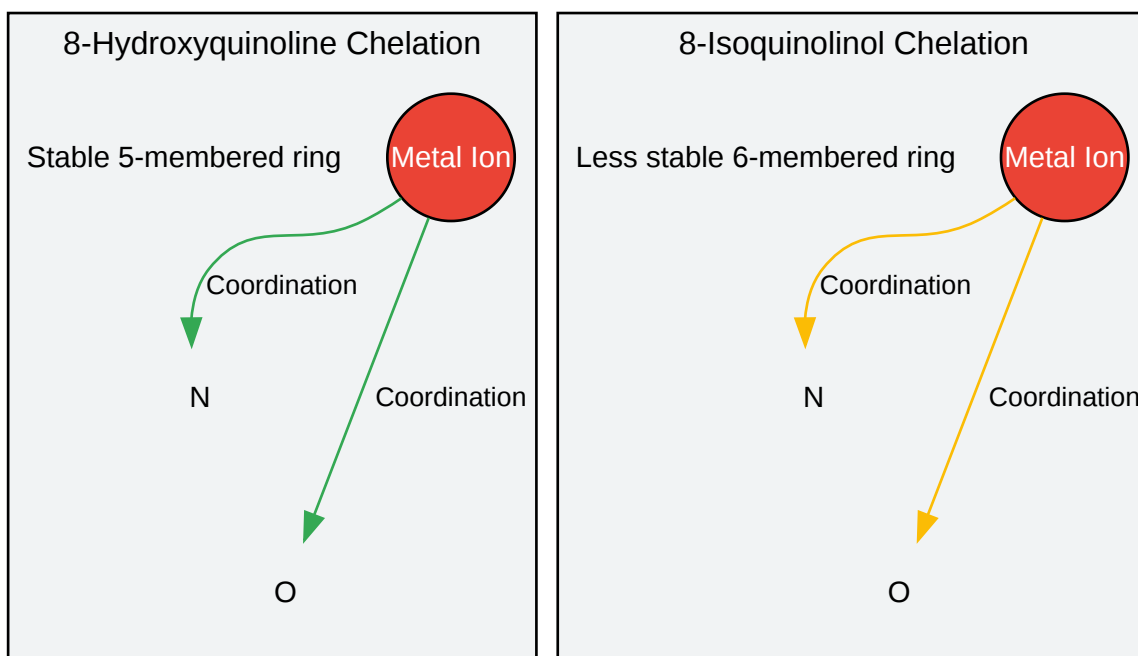 8-Hydroxyquinoline Chelation
Stable 5-membered ring
Metal Ion
Coordination
N
Coordination
O
8-Isoquinolinol Chelation
Less stable 6-membered ring
Metal Ion
Coordination
N
Coordination
O